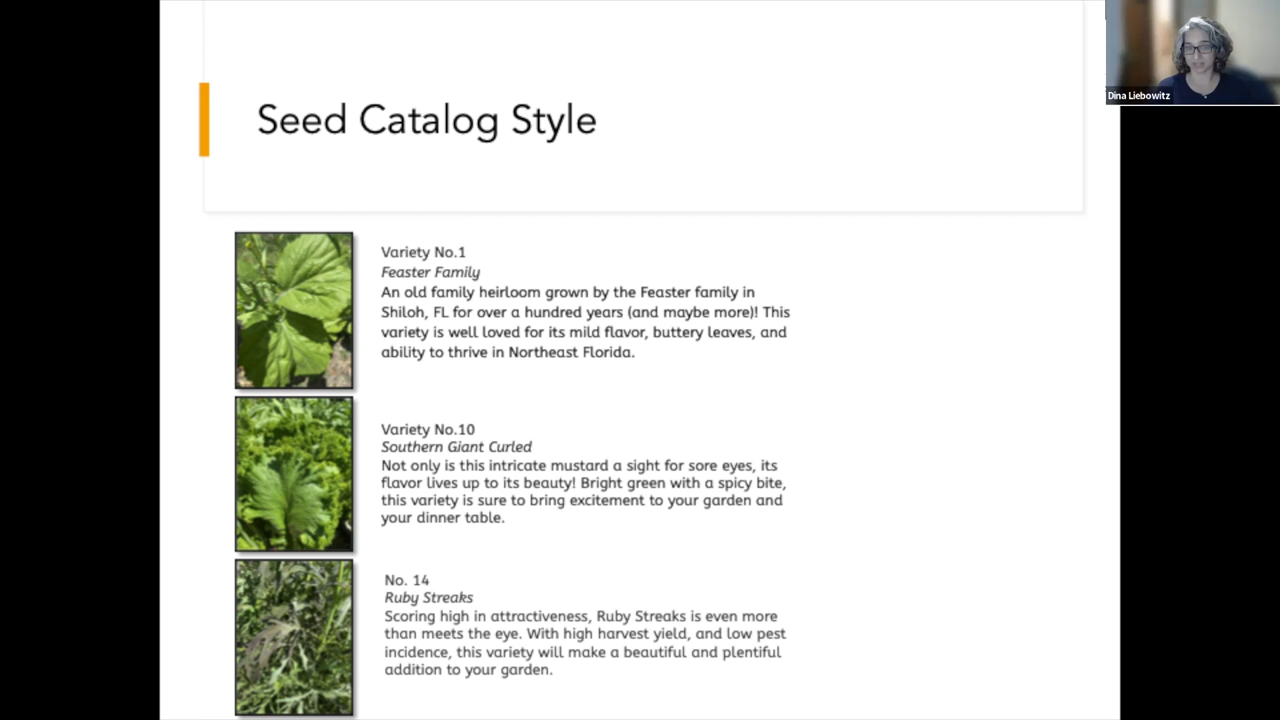 Seed Catalog Style
Dina Liebowitz
Variety No.1
Feaster Family
An old family heirloom grown by the Feaster family in
Shiloh, FL for over a hundred years (and maybe more)! This
variety is well loved for its mild flavor, buttery leaves, and
ability to thrive in Northeast Florida.
Variety No.10
Southern Giant Curled
Not only is this intricate mustard a sight for sore eyes, its
flavor lives up to its beauty! Bright green with a spicy bite,
this variety is sure to bring excitement to your garden and
your dinner table.
No. 14
Ruby Streaks
Scoring high in attractiveness, Ruby Streaks is even more
than meets the eye. With high harvest yield, and low pest
incidence, this variety will make a beautiful and plentiful
addition to your garden.